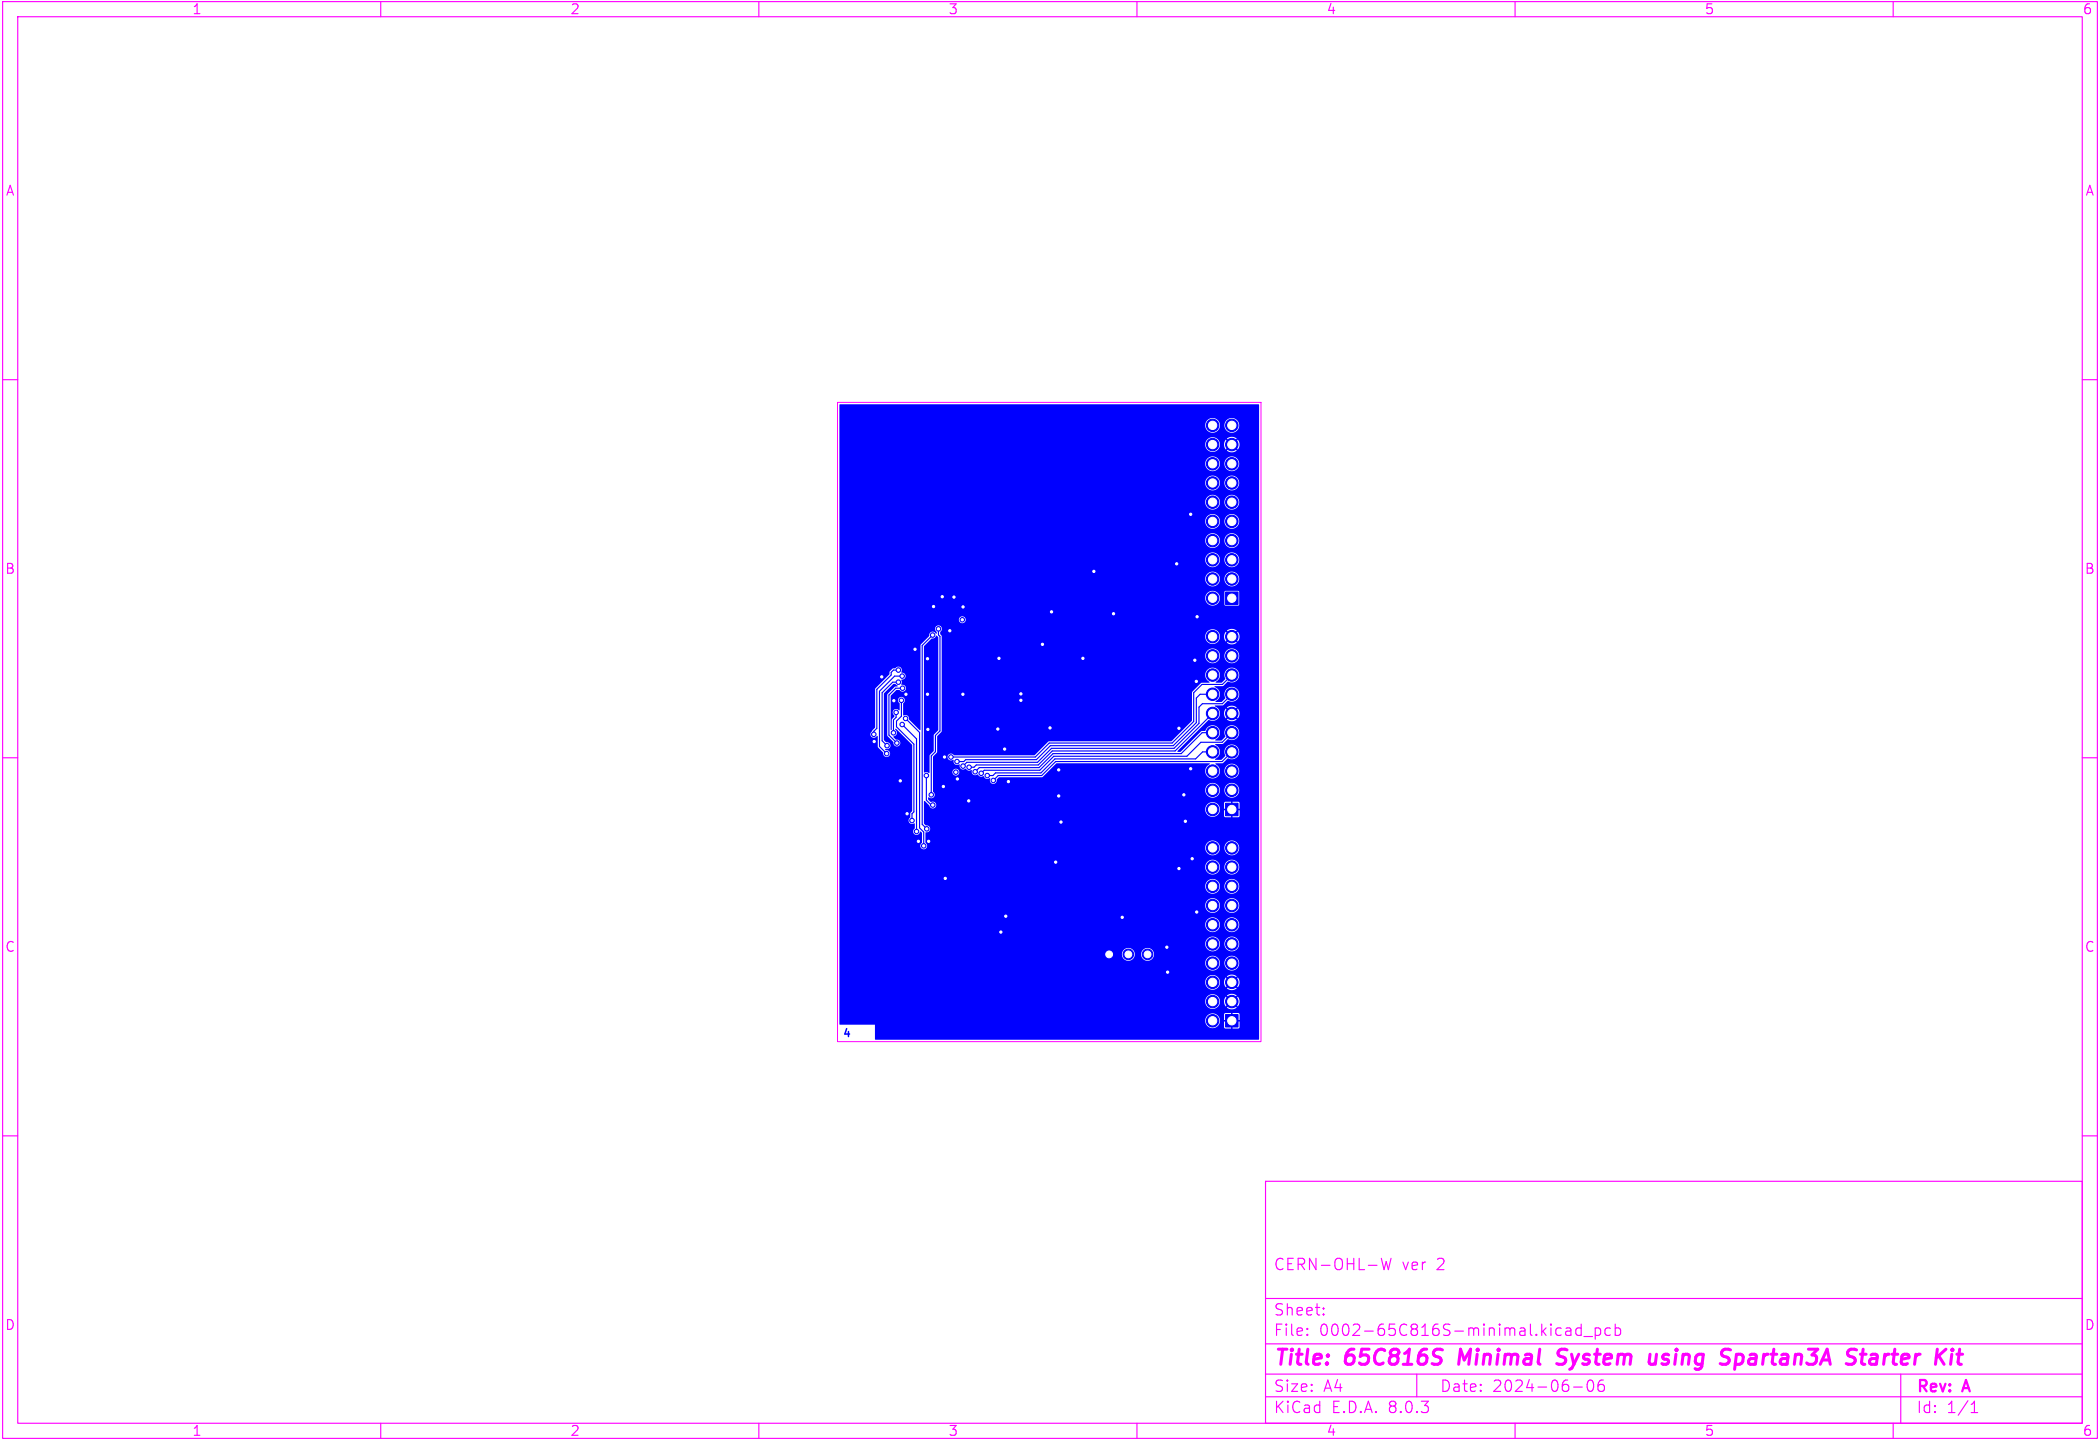 1 2 3 4 5 6
A A
B B
4
C C
CERN-OHL-W ver 2
Sheet:
File: 0002-65C816S-minimal.kicad_pcb
D D
Title: 65C816S Minimal System using Spartan3A Starter Kit
Size: A4 Date: 2024-06-06 Rev: A
KiCad E.D.A. 8.0.3 Id: 1/1
1 2 3 4 5 6